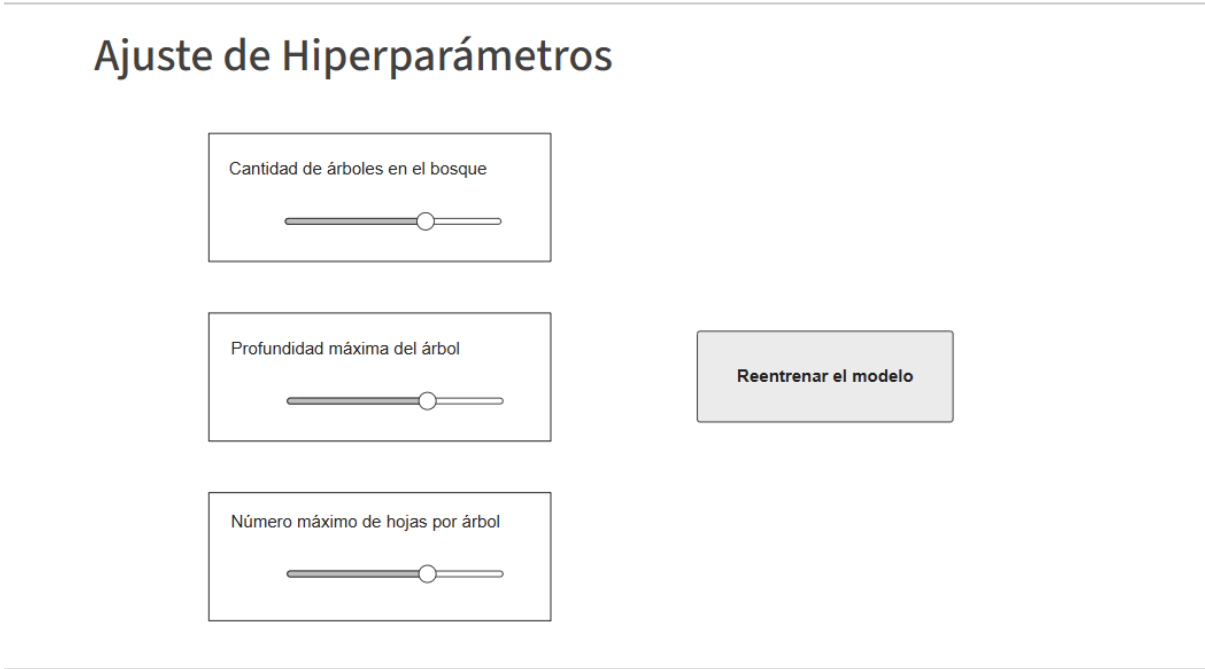 Ajuste de Hiperparámetros
Cantidad de árboles en el bosque
Profundidad máxima del árbol
Reentrenar el modelo
Número máximo de hojas por árbol